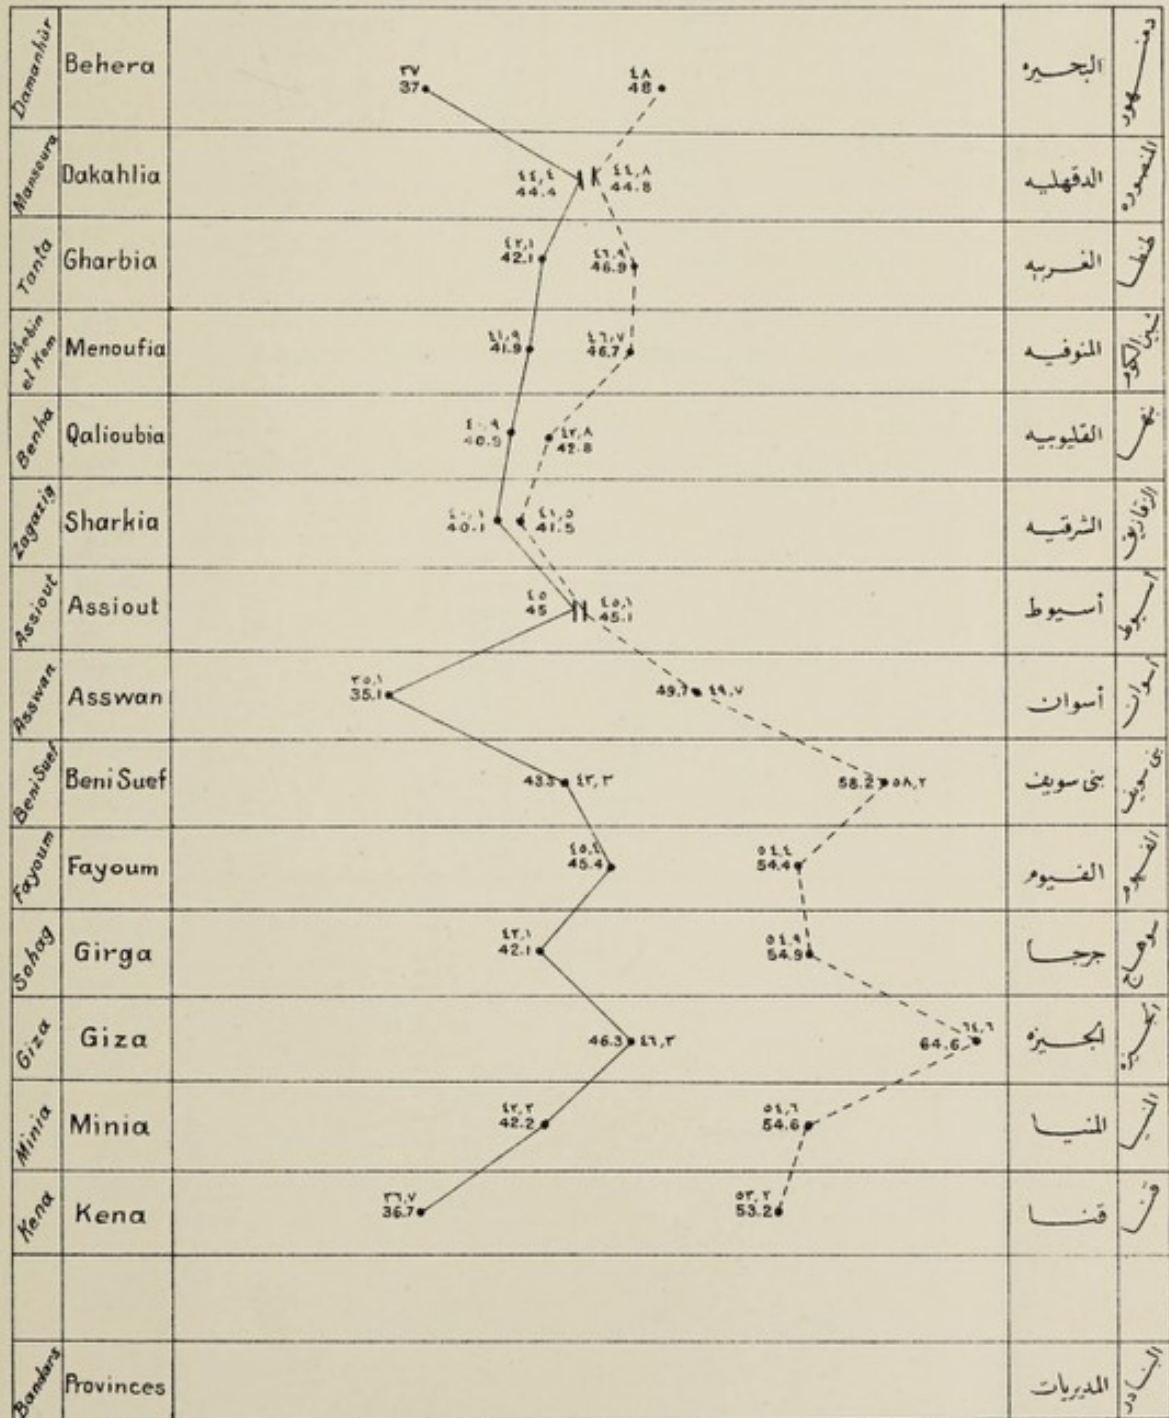 Damanhûr Behera ٣٧ ٤٨ البحيره دمنهور
37 48
Mansoura Dakahlia ٤٤,٤ ٤٤,٨ الدقهليه المنصوره
44.4 44.8
Tanta Gharbia ٤٢,١ ٤٦,٩ الغربيه طنطا
42.1 46.9
Shebin el Kom Menoufia ٤١,٩ ٤٦,٧ المنوفيه شبين الكوم
41.9 46.7
Benha Qalioubia ٤٠,٩ ٤٢,٨ القليوبيه بنها
40.9 42.8
Zagazig Sharkia ٤٠,١ ٤١,٥ الشرقيه الزقازيق
40.1 41.5
Assiout Assiout ٤٥ ٤٥,١ أسيوط اسيوط
45 45.1
Asswan Asswan ٣٥,١ أسوان اسوان
35.1 49.7 ٤٩,٧
Beni Suef Beni Suef 43.3 ٤٣,٣ 58.2 ٥٨,٢ بنى سويف بنى سويف
Fayoum Fayoum ٤٥,٤ ٥٤,٤ الفيوم الفيوم
45.4 54.4
Sohag Girga ٤٢,١ ٥٤,٩ جرجا سوهاج
42.1 54.9
Giza Giza 46.3 ٤٦,٣ ٦٤,٦ الجيزه الجيزه
64.6
Minia Minia ٤٢,٢ ٥٤,٦ المنيا المنيا
42.2 54.6
Kena Kena ٣٦,٧ ٥٣,٢ قنا قنا
36.7 53.2
Bandars Provinces المديريات البنادر